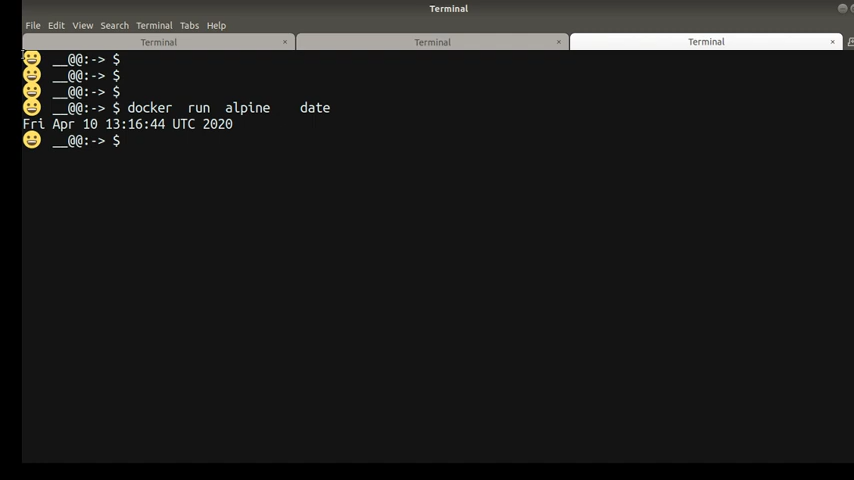 Terminal
File Edit View Search Terminal Tabs Help
Terminal × Terminal × Terminal ×
😀 __@@:-> $
😀 __@@:-> $
😀 __@@:-> $
😀 __@@:-> $ docker  run  alpine    date
Fri Apr 10 13:16:44 UTC 2020
😀 __@@:-> $